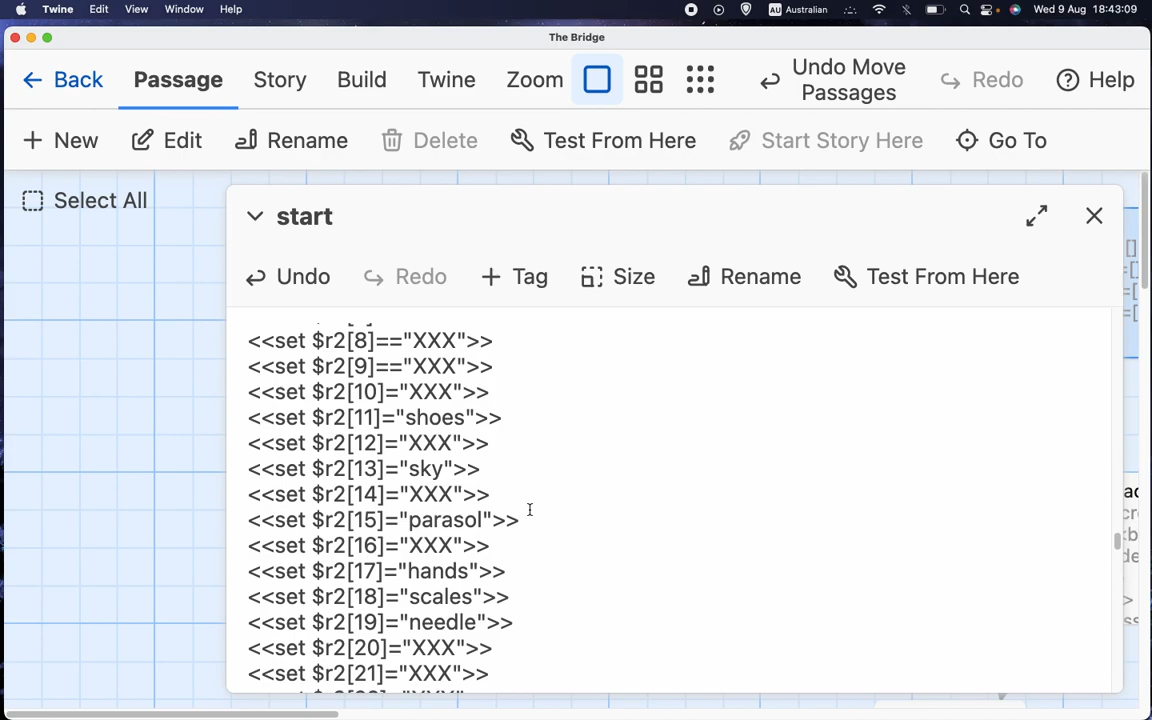 Twine Edit View Window Help AU Australian Wed 9 Aug 18:43:09
The Bridge
Back Passage Story Build Twine Zoom Undo Move Passages Redo Help
New Edit Rename Delete Test From Here Start Story Here Go To
Select All
start
Undo Redo Tag Size Rename Test From Here
<<set $r2[8]=="XXX">>
<<set $r2[9]=="XXX">>
<<set $r2[10]="XXX">>
<<set $r2[11]="shoes">>
<<set $r2[12]="XXX">>
<<set $r2[13]="sky">>
<<set $r2[14]="XXX">>
<<set $r2[15]="parasol">>
<<set $r2[16]="XXX">>
<<set $r2[17]="hands">>
<<set $r2[18]="scales">>
<<set $r2[19]="needle">>
<<set $r2[20]="XXX">>
<<set $r2[21]="XXX">>